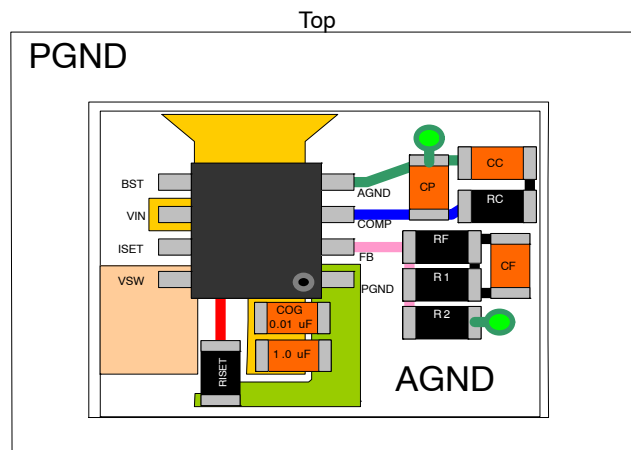 Top
PGND
BST
VIN
ISET
VSW
AGND
COMP
FB
PGND
CP
CC
RC
RF
R1
R2
CF
COG
0.01 uF
1.0 uF
RISET
AGND